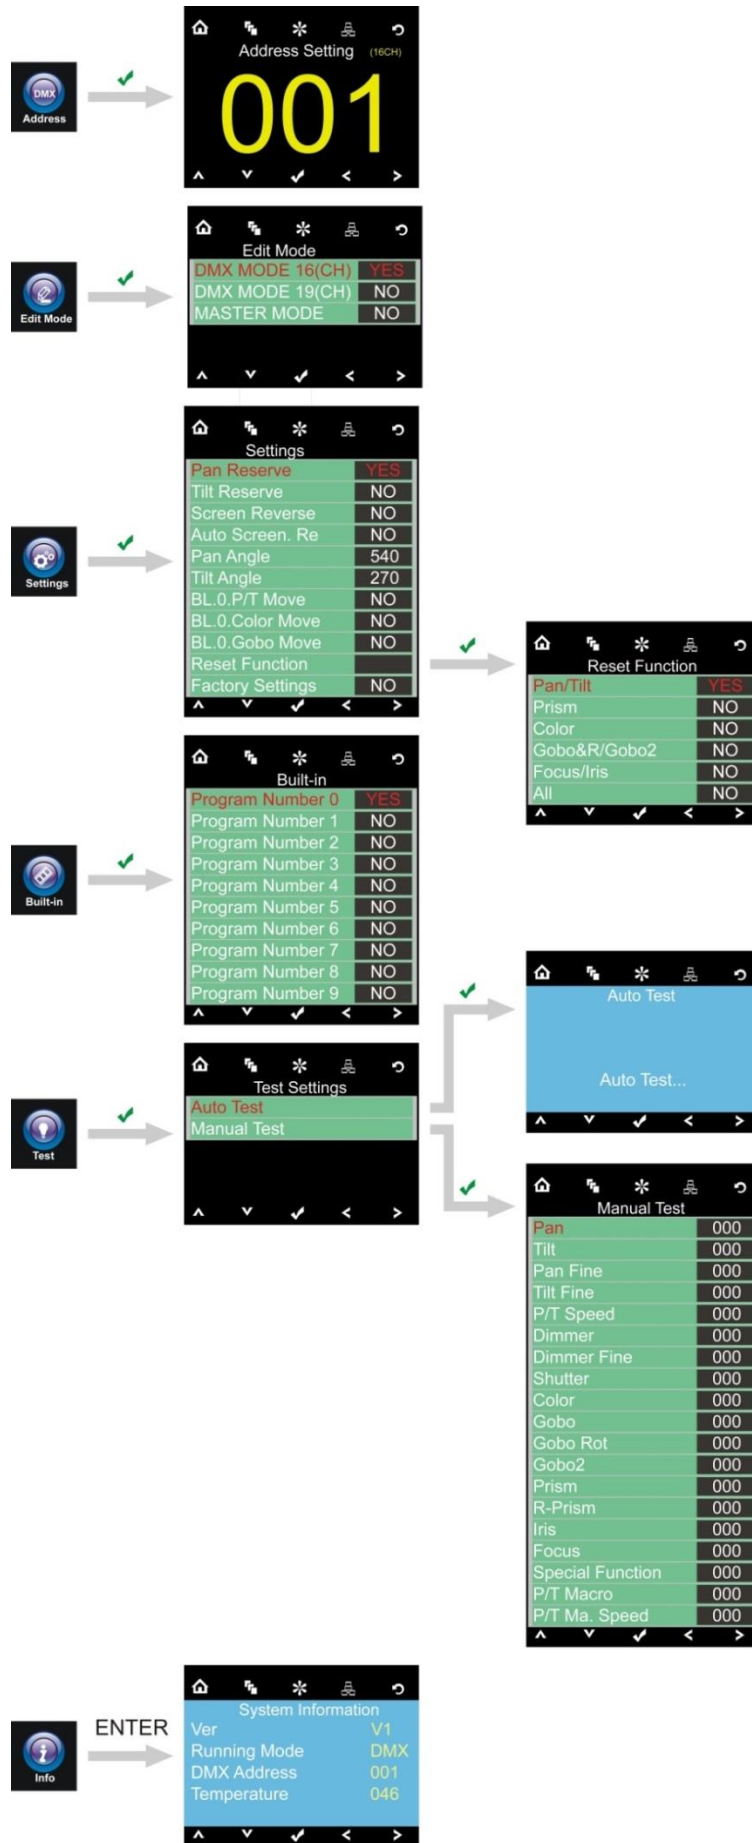 DMX
Address
Address Setting (16CH)
001
Edit Mode
Edit Mode
DMX MODE 16(CH) YES
DMX MODE 19(CH) NO
MASTER MODE NO
Settings
Settings
Pan Reserve YES
Tilt Reserve NO
Screen Reverse NO
Auto Screen. Re NO
Pan Angle 540
Tilt Angle 270
BL.0.P/T Move NO
BL.0.Color Move NO
BL.0.Gobo Move NO
Reset Function
Factory Settings NO
Reset Function
Pan/Tilt YES
Prism NO
Color NO
Gobo&R/Gobo2 NO
Focus/Iris NO
All NO
Built-in
Built-in
Program Number 0 YES
Program Number 1 NO
Program Number 2 NO
Program Number 3 NO
Program Number 4 NO
Program Number 5 NO
Program Number 6 NO
Program Number 7 NO
Program Number 8 NO
Program Number 9 NO
Test
Test Settings
Auto Test
Manual Test
Auto Test
Auto Test...
Manual Test
Pan 000
Tilt 000
Pan Fine 000
Tilt Fine 000
P/T Speed 000
Dimmer 000
Dimmer Fine 000
Shutter 000
Color 000
Gobo 000
Gobo Rot 000
Gobo2 000
Prism 000
R-Prism 000
Iris 000
Focus 000
Special Function 000
P/T Macro 000
P/T Ma. Speed 000
Info
ENTER
System Information
Ver V1
Running Mode DMX
DMX Address 001
Temperature 046